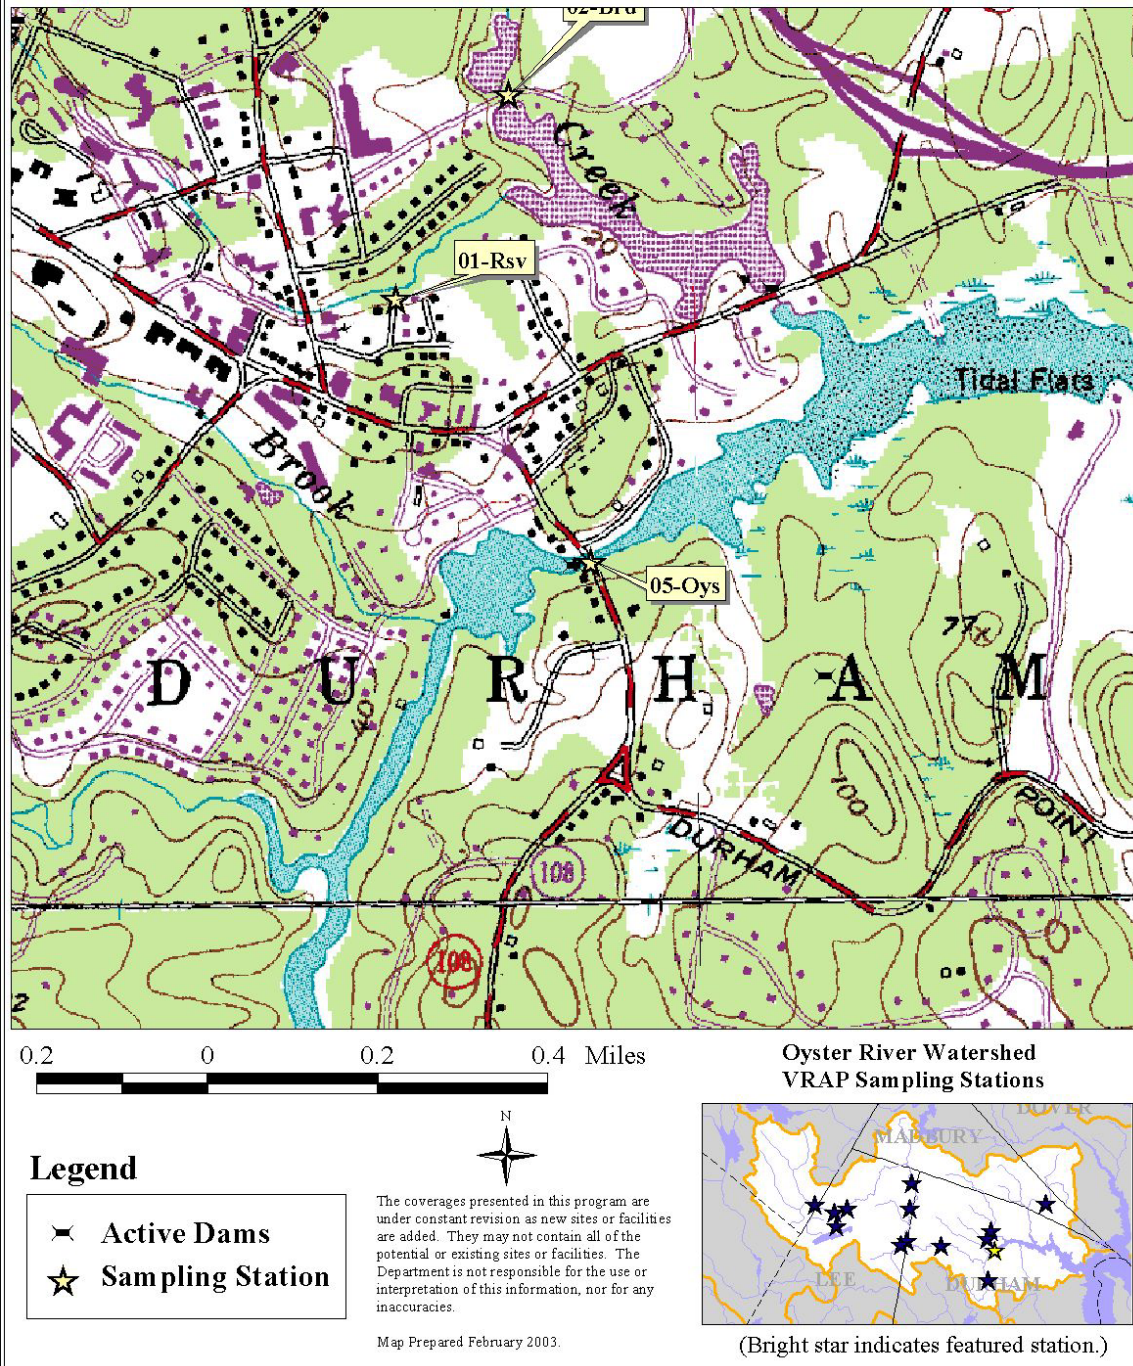 02-Brd
Creek
20
01-Rsv
Tidal Flats
Brook
05-Oys
77x
D U R H A M
40
100
POINT
DURHAM
108
108
2
0.2 0 0.2 0.4 Miles
Oyster River Watershed
VRAP Sampling Stations
N
Legend
Active Dams
Sampling Station
The coverages presented in this program are
under constant revision as new sites or facilities
are added. They may not contain all of the
potential or existing sites or facilities. The
Department is not responsible for the use or
interpretation of this information, nor for any
inaccuracies.
Map Prepared February 2003.
DOVER
MADBURY
LEE
DURHAM
(Bright star indicates featured station.)